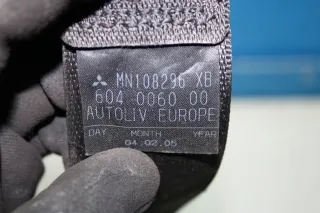 MN108296 XB
604 0060 00
AUTOLIV EUROPE
DAY MONTH YEAR
04.02.05